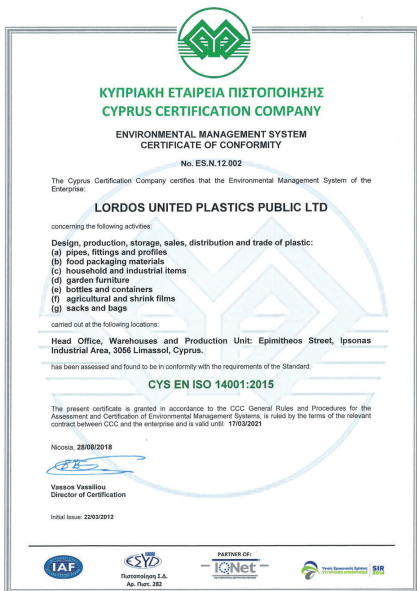 ΚΥΠΡΙΑΚΗ ΕΤΑΙΡΕΙΑ ΠΙΣΤΟΠΟΙΗΣΗΣ
CYPRUS CERTIFICATION COMPANY
ENVIRONMENTAL MANAGEMENT SYSTEM
CERTIFICATE OF CONFORMITY
No. ES.N.12.002
The Cyprus Certification Company certifies that the Environmental Management System of the
Enterprise:
LORDOS UNITED PLASTICS PUBLIC LTD
concerning the following activities:
Design, production, storage, sales, distribution and trade of plastic:
(a) pipes, fittings and profiles
(b) food packaging materials
(c) household and industrial items
(d) garden furniture
(e) bottles and containers
(f) agricultural and shrink films
(g) sacks and bags
carried out at the following locations:
Head Office, Warehouses and Production Unit: Epimitheos Street, Ipsonas
Industrial Area, 3056 Limassol, Cyprus.
has been assessed and found to be in conformity with the requirements of the Standard:
CYS EN ISO 14001:2015
The present certificate is granted in accordance to the CCC General Rules and Procedures for the
Assessment and Certification of Environmental Management Systems, is ruled by the terms of the relevant
contract between CCC and the enterprise and is valid until: 17/03/2021
Nicosia, 28/08/2018
Vassos Vassiliou
Director of Certification
Initial Issue: 22/03/2012
IAF
ΕΣΥΔ
Πιστοποίηση Σ.Δ.
Αρ. Πιστ. 282
PARTNER OF:
IQNet
SIR
2014